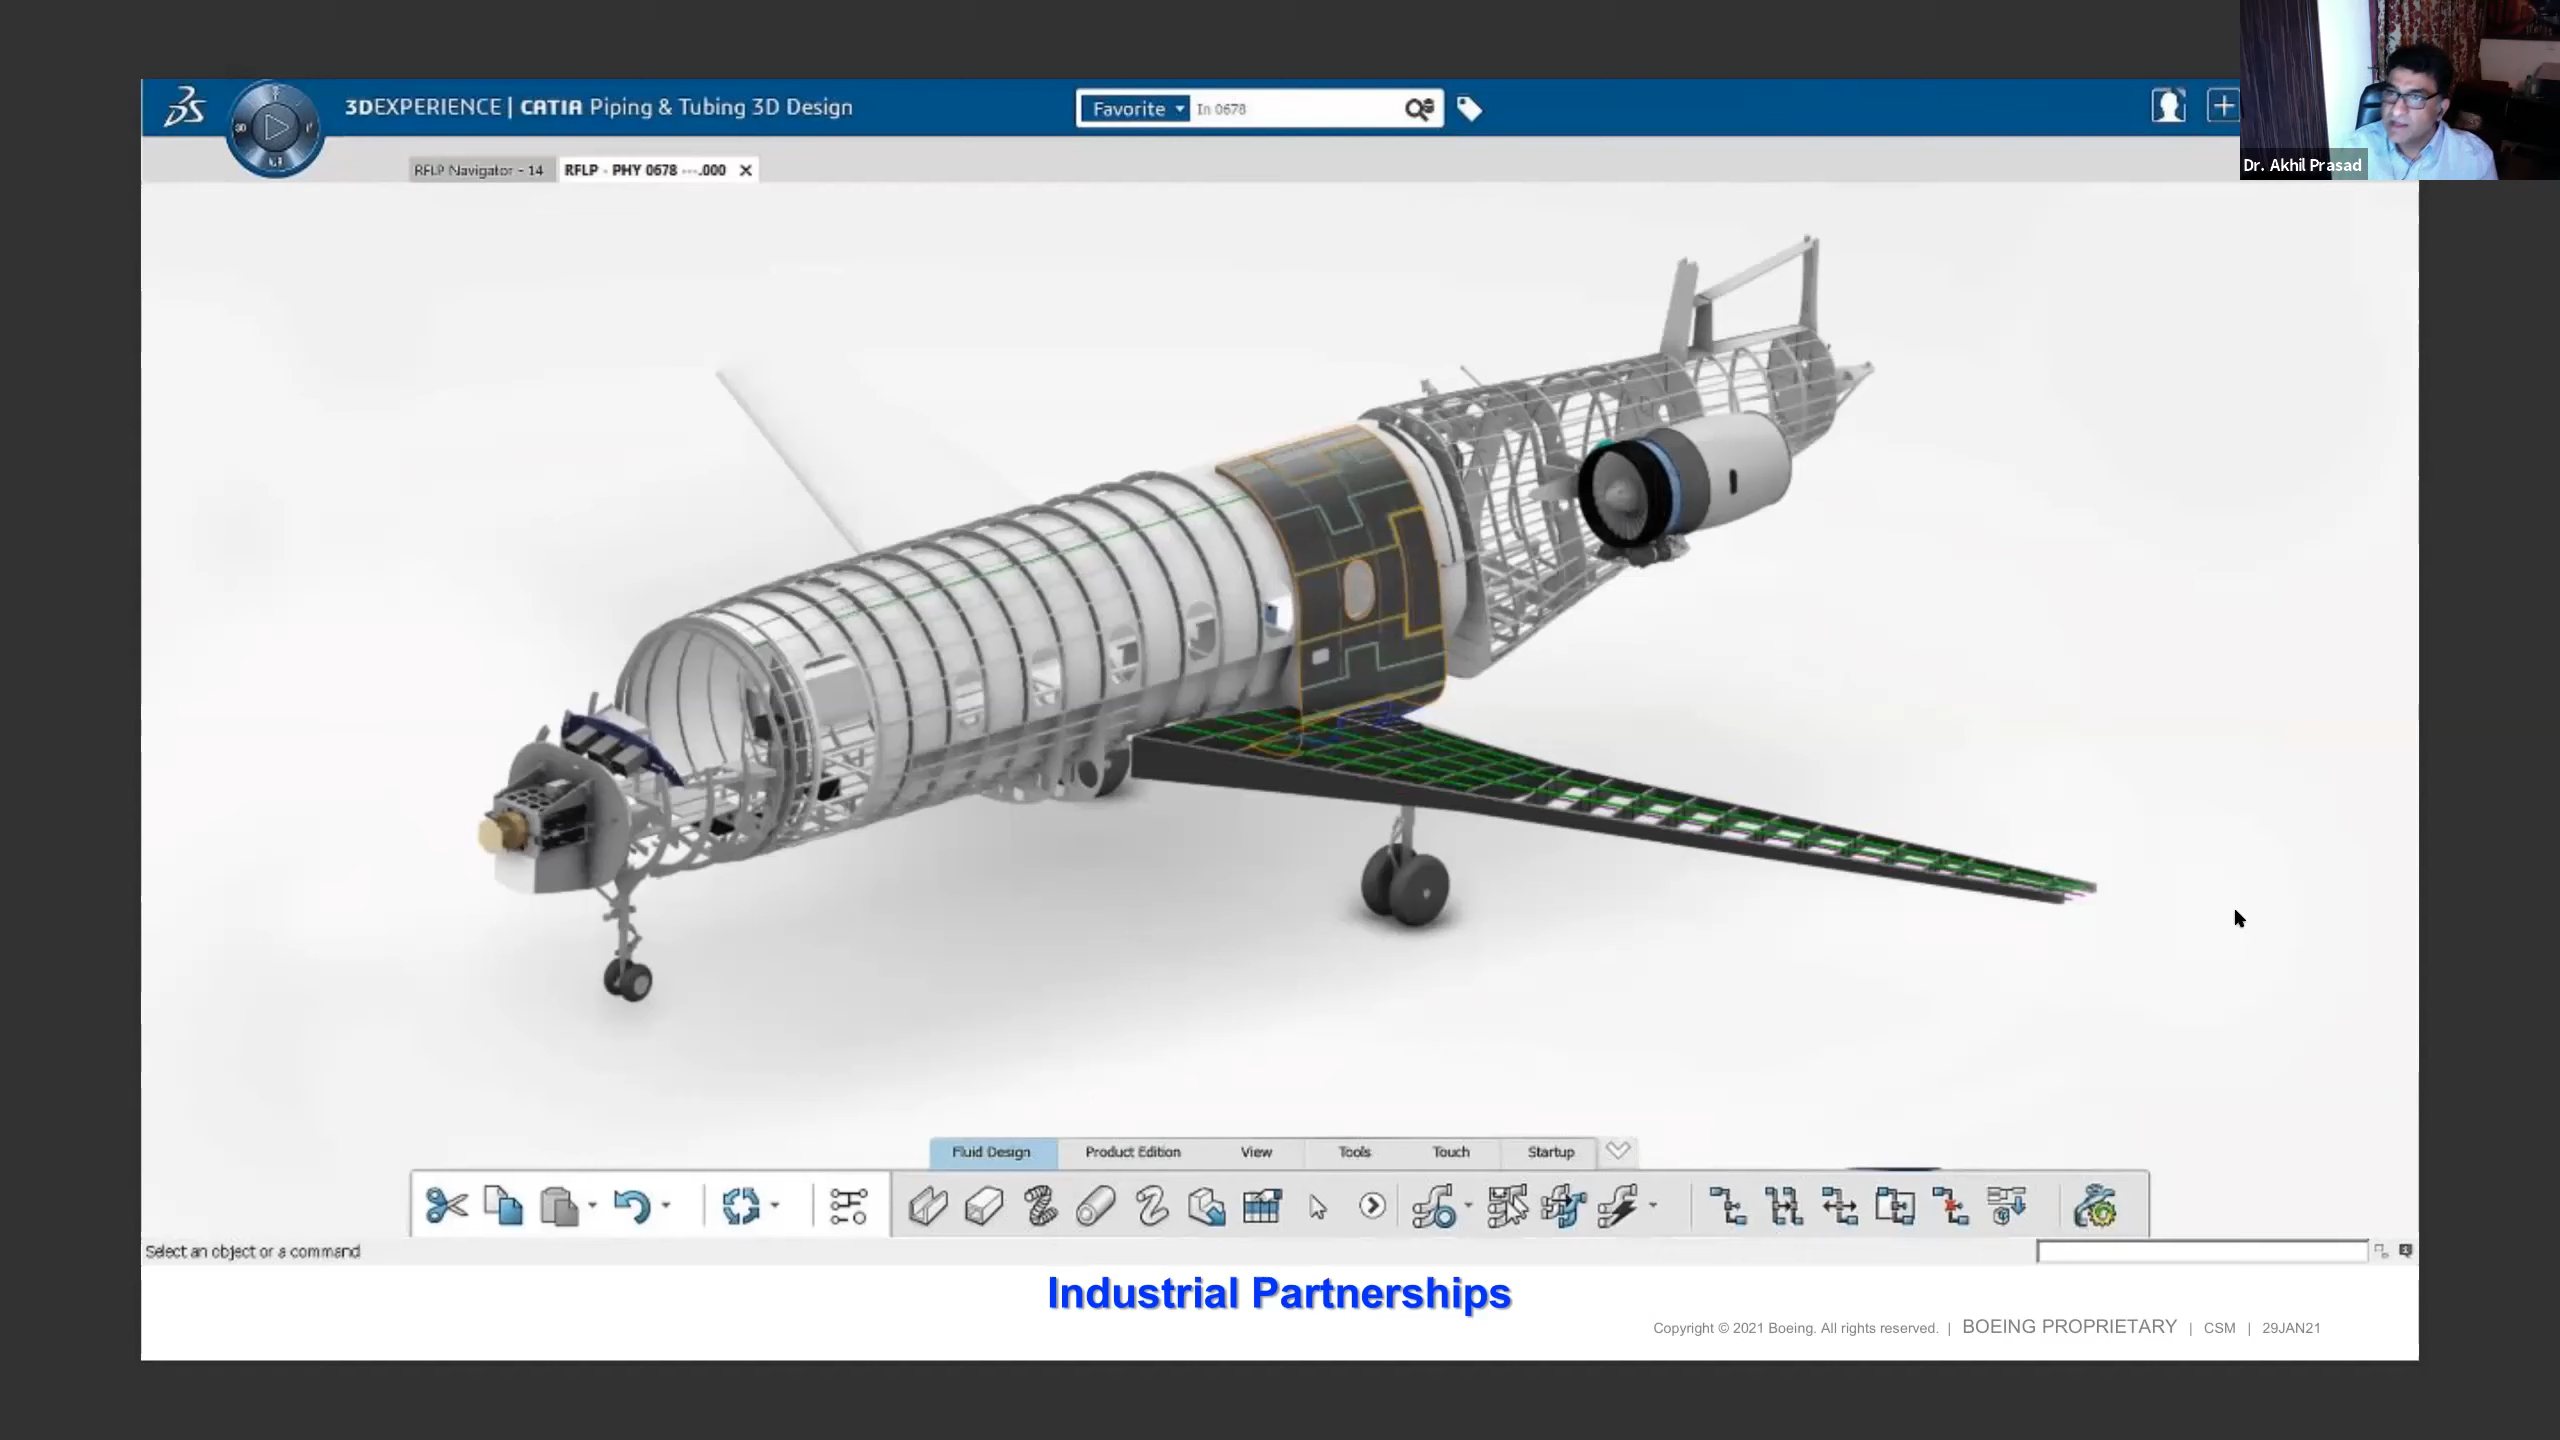 3DEXPERIENCE | CATIA Piping & Tubing 3D Design
Favorite In 0678
Dr. Akhil Prasad
RFLP Navigator - 14 RFLP - PHY 0678 ---.000
Fluid Design Product Edition View Tools Touch Startup
Select an object or a command
Industrial Partnerships
Copyright © 2021 Boeing. All rights reserved. | BOEING PROPRIETARY | CSM | 29JAN21